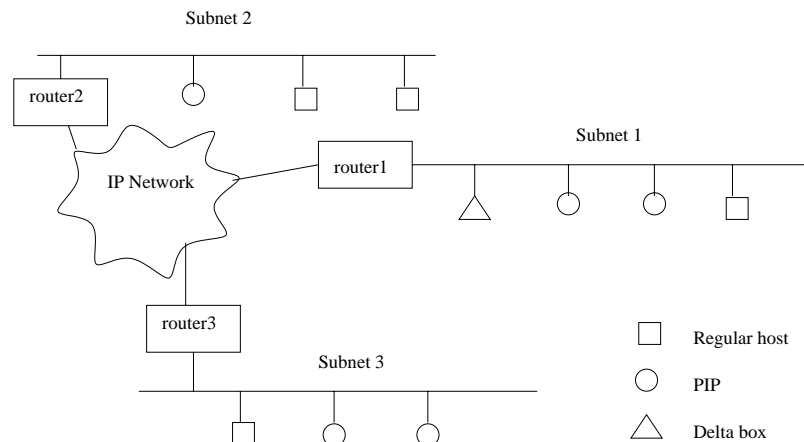 Subnet 2
router2
Subnet 1
IP Network
router1
router3
Subnet 3
Regular host
PIP
Delta box